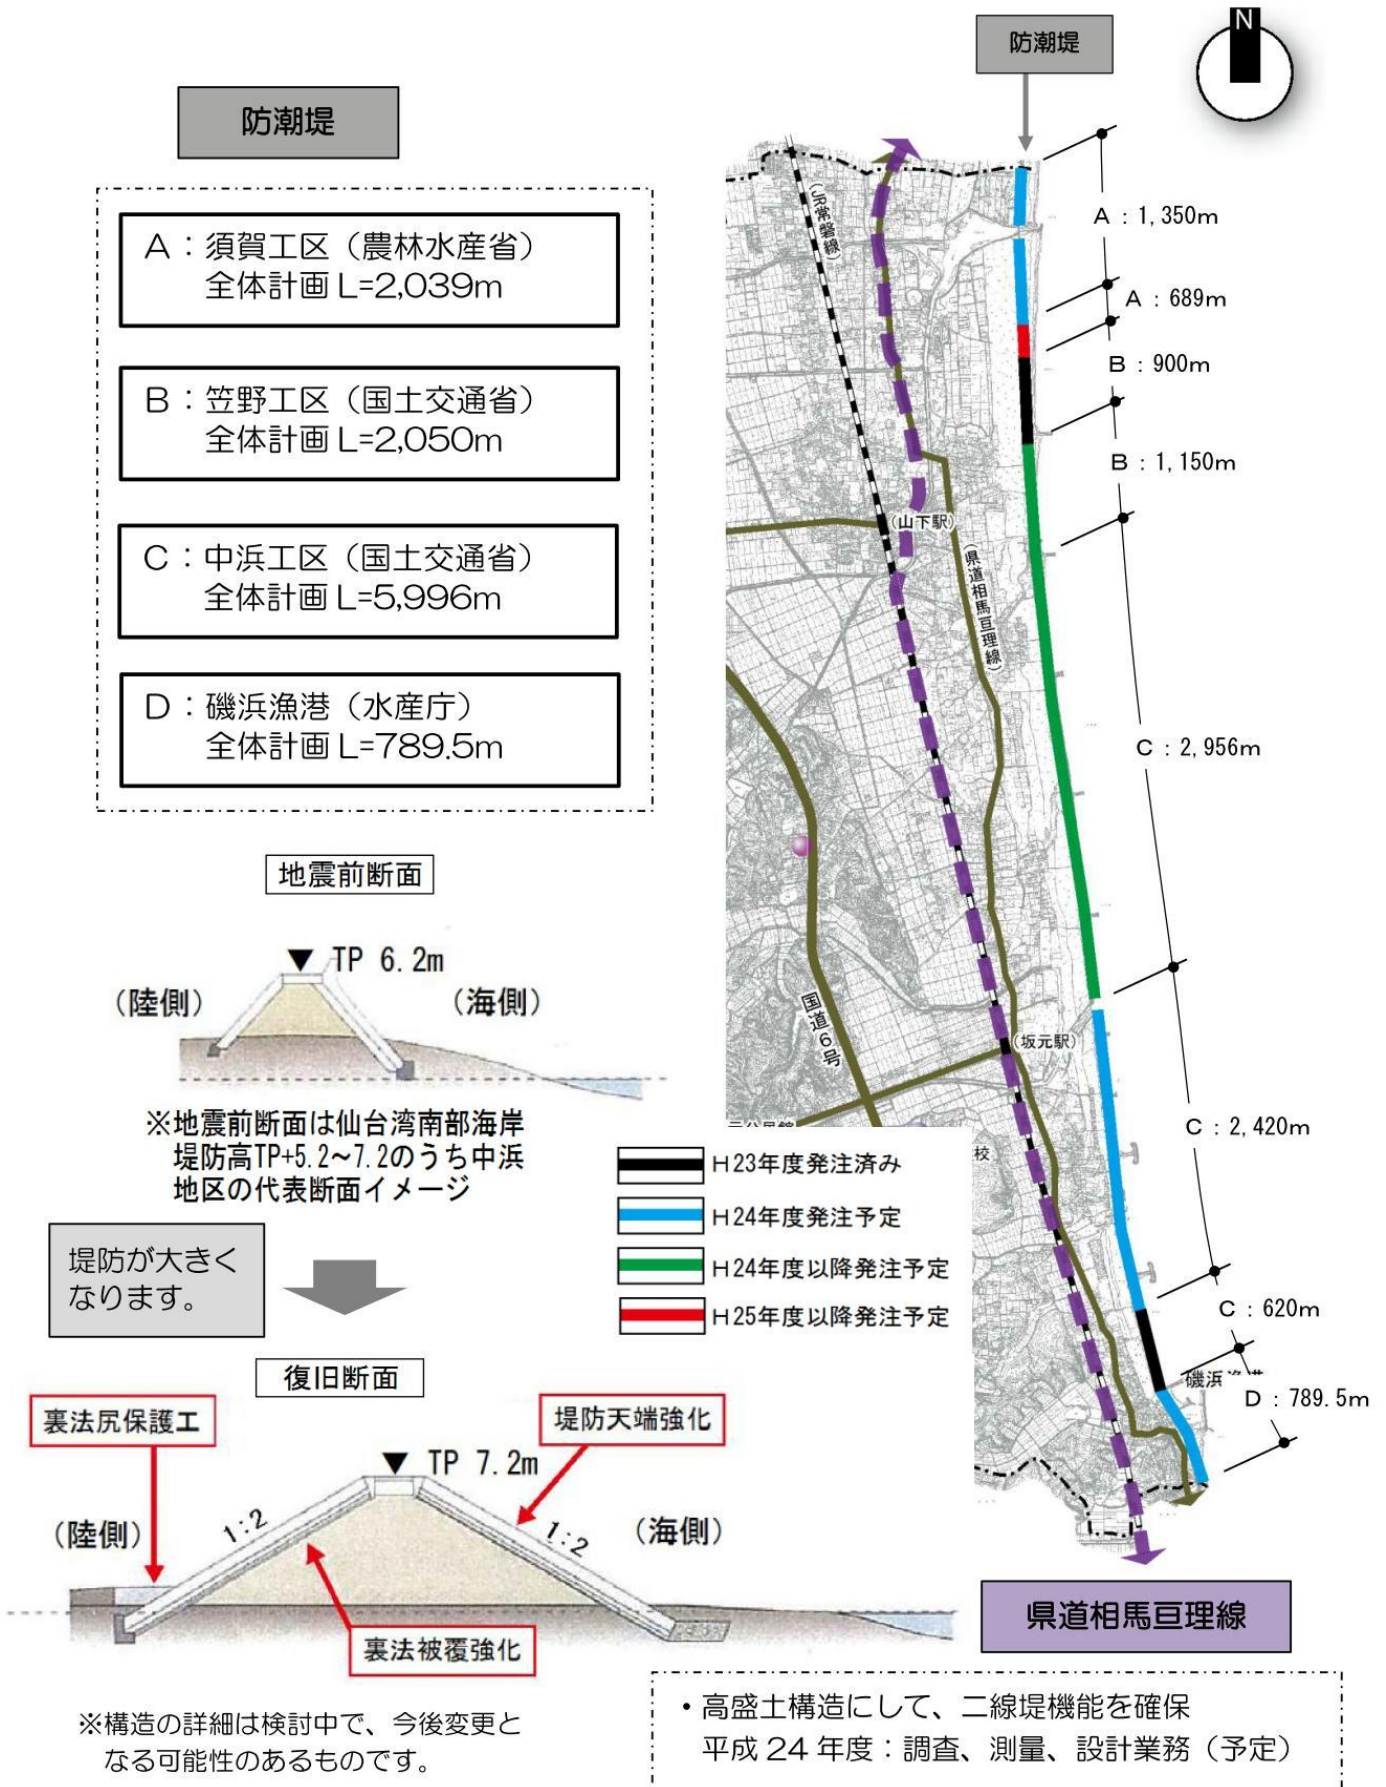 防潮堤
N
防潮堤
A：須賀工区（農林水産省）
全体計画 L=2,039m
B：笠野工区（国土交通省）
全体計画 L=2,050m
C：中浜工区（国土交通省）
全体計画 L=5,996m
D：磯浜漁港（水産庁）
全体計画 L=789.5m
A：1,350m
A：689m
B：900m
B：1,150m
C：2,956m
C：2,420m
C：620m
D：789.5m
（JR常磐線）
（山下駅）
（県道相馬亘理線）
国道6号
（坂元駅）
校
磯浜
地震前断面
TP 6.2m
（陸側）
（海側）
※地震前断面は仙台湾南部海岸
堤防高TP+5.2～7.2のうち中浜
地区の代表断面イメージ
H23年度発注済み
H24年度発注予定
H24年度以降発注予定
H25年度以降発注予定
堤防が大きく
なります。
復旧断面
裏法尻保護工
堤防天端強化
TP 7.2m
（陸側）
1:2
1:2
（海側）
裏法被覆強化
※構造の詳細は検討中で、今後変更と
なる可能性のあるものです。
県道相馬亘理線
・高盛土構造にして、二線堤機能を確保
平成 24 年度：調査、測量、設計業務（予定）